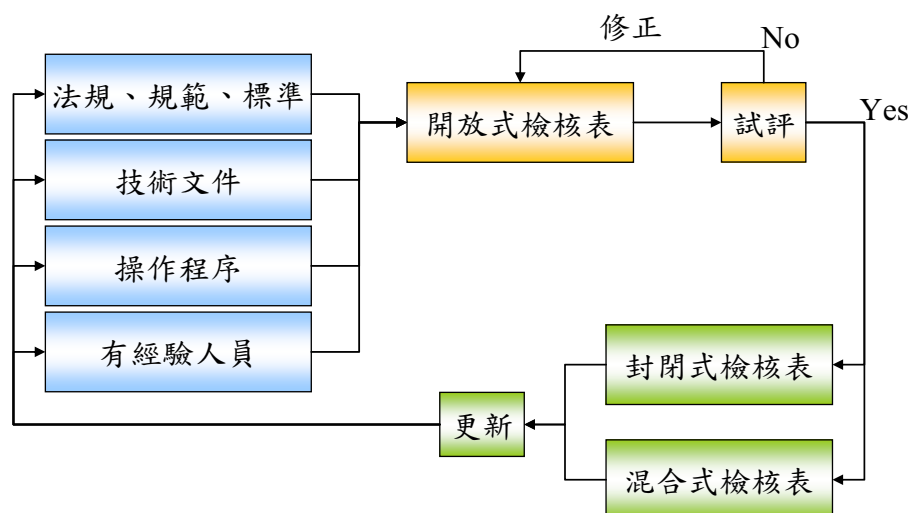 修正
No
法規、規範、標準
開放式檢核表
試評
Yes
技術文件
操作程序
有經驗人員
封閉式檢核表
更新
混合式檢核表